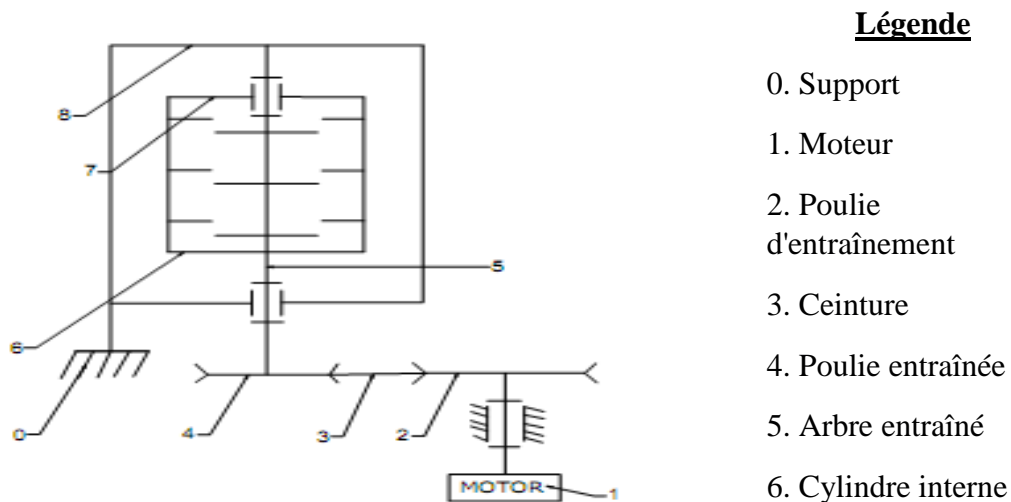 Légende
0. Support
1. Moteur
2. Poulie
d'entraînement
3. Ceinture
4. Poulie entraînée
5. Arbre entraîné
6. Cylindre interne
8
7
5
6
0
4
3
2
MOTOR
1